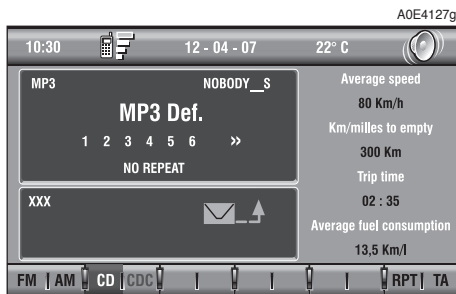 A0E4127g
10:30 12 - 04 - 07 22° C
MP3 NOBODY__S
MP3 Def.
1 2 3 4 5 6 »
NO REPEAT
XXX
Average speed
80 Km/h
Km/milles to empty
300 Km
Trip time
02 : 35
Average fuel consumption
13,5 Km/l
FM AM CD CDC RPT TA